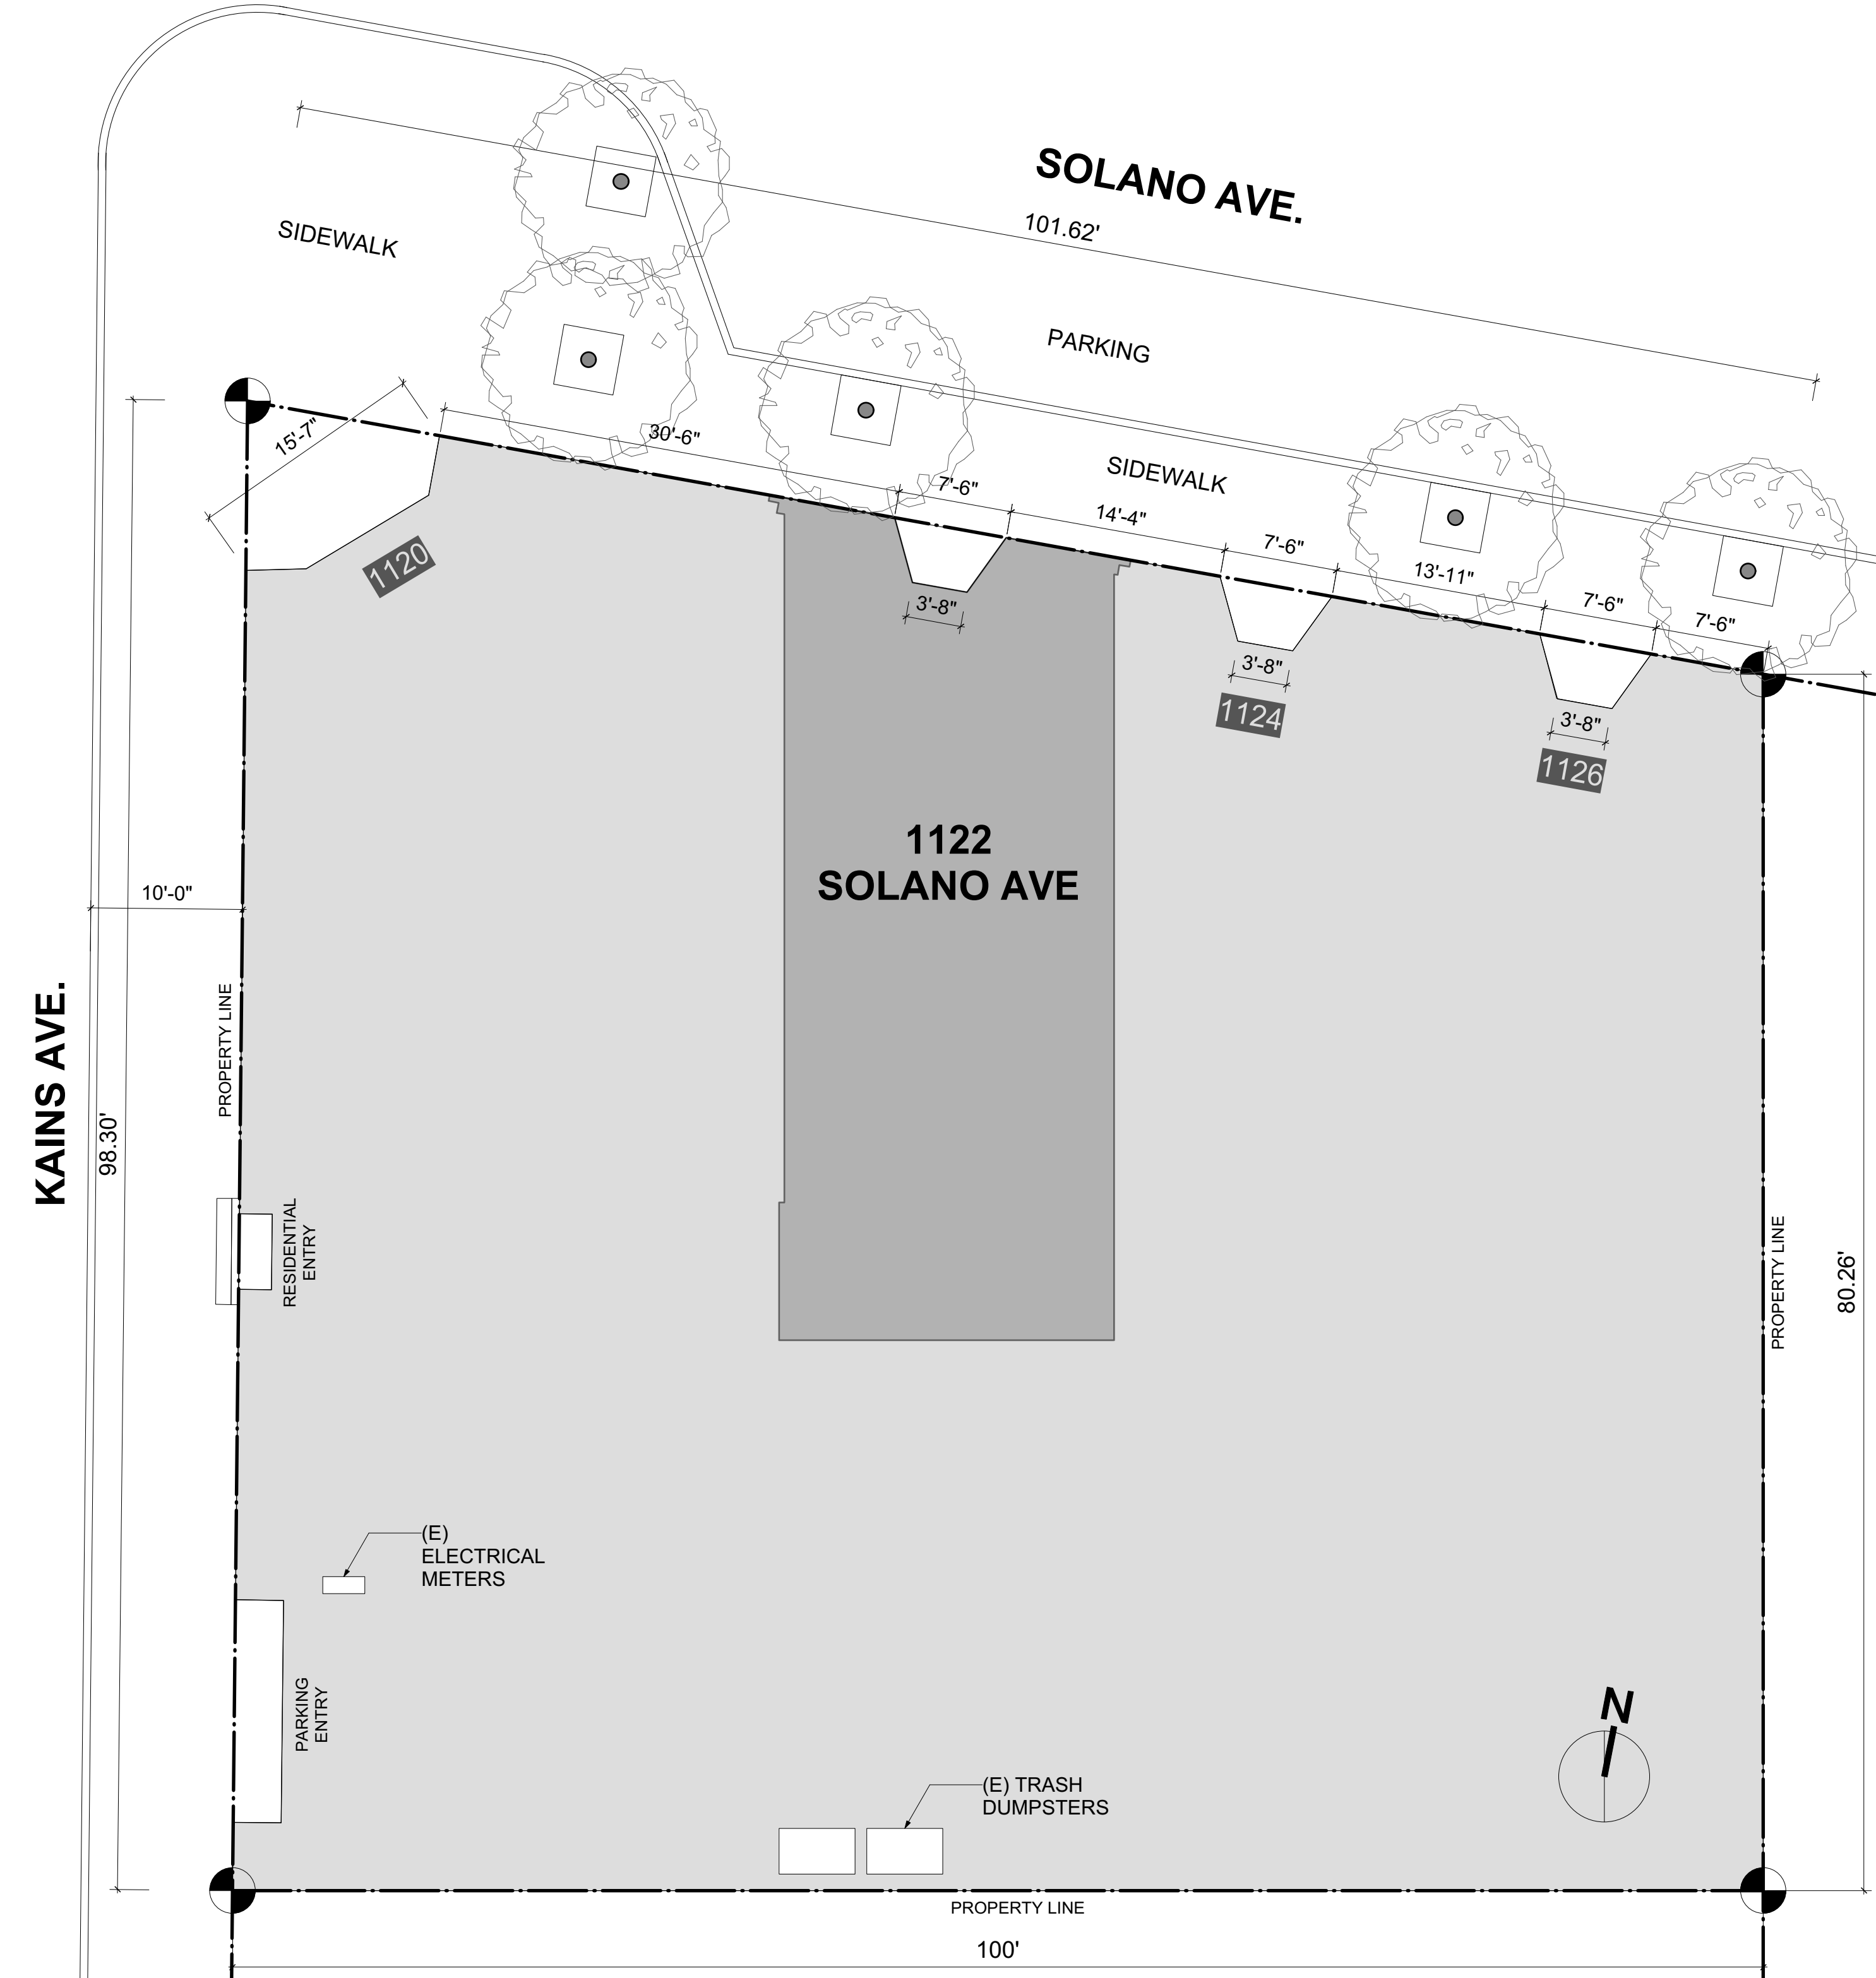 SOLANO AVE.
101.62'
SIDEWALK
PARKING
15'-7"
30'-6"
SIDEWALK
7'-6"
14'-4"
7'-6"
13'-11"
7'-6"
7'-6"
1120
3'-8"
3'-8"
1124
3'-8"
1126
1122
SOLANO AVE
10'-0"
PROPERTY LINE
KAINS AVE.
98.30'
RESIDENTIAL
ENTRY
PROPERTY LINE
80.26'
(E)
ELECTRICAL
METERS
PARKING
ENTRY
N
(E) TRASH
DUMPSTERS
PROPERTY LINE
100'